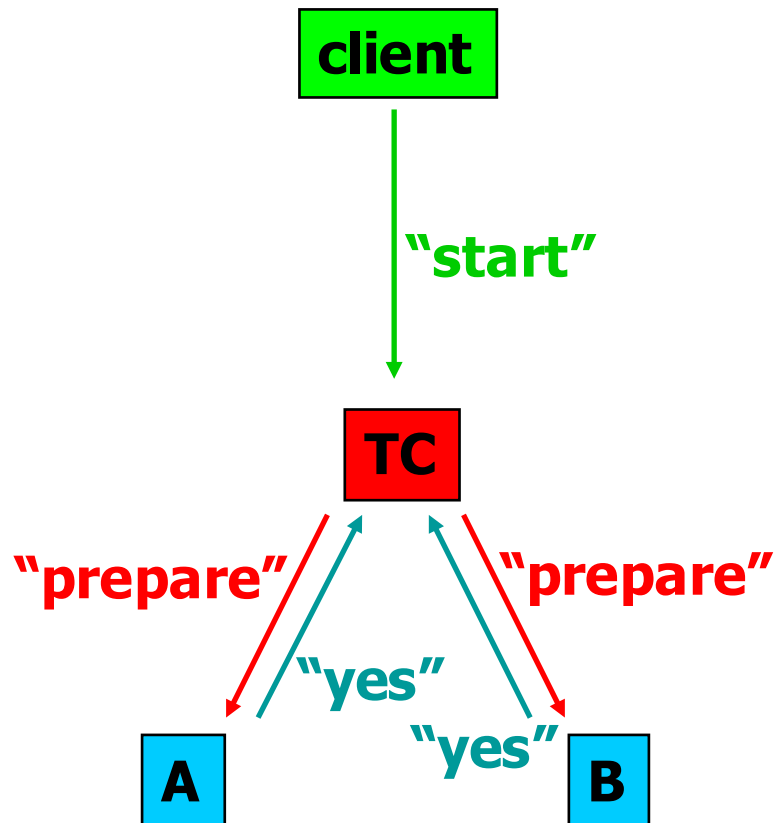 client
“start”
TC
“prepare”
“prepare”
“yes”
“yes”
A
B